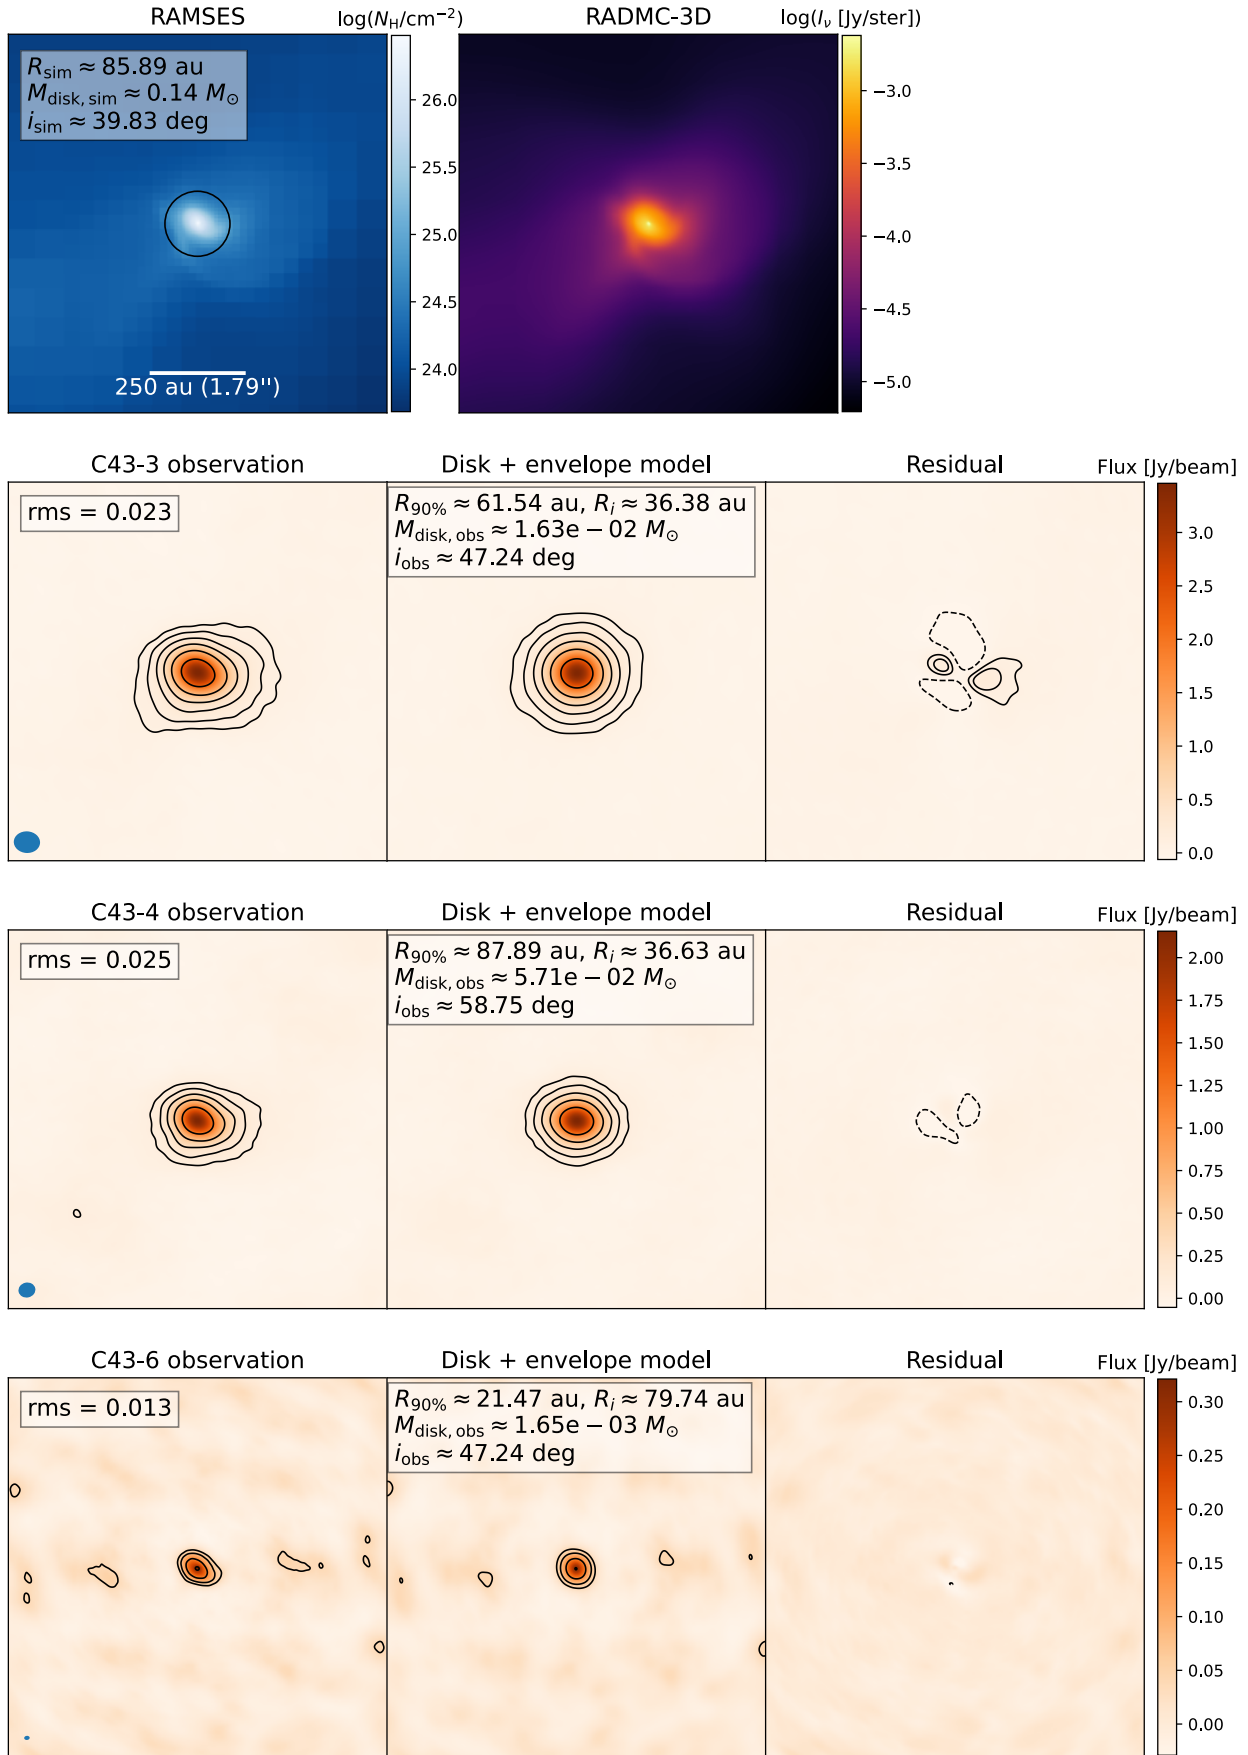 RAMSES
log(N_H/cm⁻²)
RADMC-3D
log(I_ν [Jy/ster])
R_sim ≈ 85.89 au
M_disk,sim ≈ 0.14 M_⊙
i_sim ≈ 39.83 deg
26.0
25.5
25.0
24.5
24.0
−3.0
−3.5
−4.0
−4.5
−5.0
250 au (1.79'')
C43-3 observation
Disk + envelope model
Residual
Flux [Jy/beam]
rms = 0.023
R_90% ≈ 61.54 au, R_i ≈ 36.38 au
M_disk,obs ≈ 1.63e − 02 M_⊙
i_obs ≈ 47.24 deg
3.0
2.5
2.0
1.5
1.0
0.5
0.0
C43-4 observation
Disk + envelope model
Residual
Flux [Jy/beam]
rms = 0.025
R_90% ≈ 87.89 au, R_i ≈ 36.63 au
M_disk,obs ≈ 5.71e − 02 M_⊙
i_obs ≈ 58.75 deg
2.00
1.75
1.50
1.25
1.00
0.75
0.50
0.25
0.00
C43-6 observation
Disk + envelope model
Residual
Flux [Jy/beam]
rms = 0.013
R_90% ≈ 21.47 au, R_i ≈ 79.74 au
M_disk,obs ≈ 1.65e − 03 M_⊙
i_obs ≈ 47.24 deg
0.30
0.25
0.20
0.15
0.10
0.05
0.00